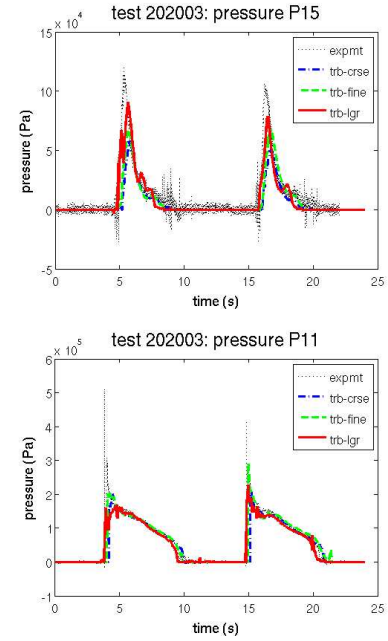 test 202003: pressure P15
x 10⁴
15
10
5
0
-5
pressure (Pa)
expmt
trb-crse
trb-fine
trb-lgr
0 5 10 15 20 25
time (s)
test 202003: pressure P11
x 10⁵
6
5
4
3
2
1
0
-1
pressure (Pa)
expmt
trb-crse
trb-fine
trb-lgr
0 5 10 15 20 25
time (s)